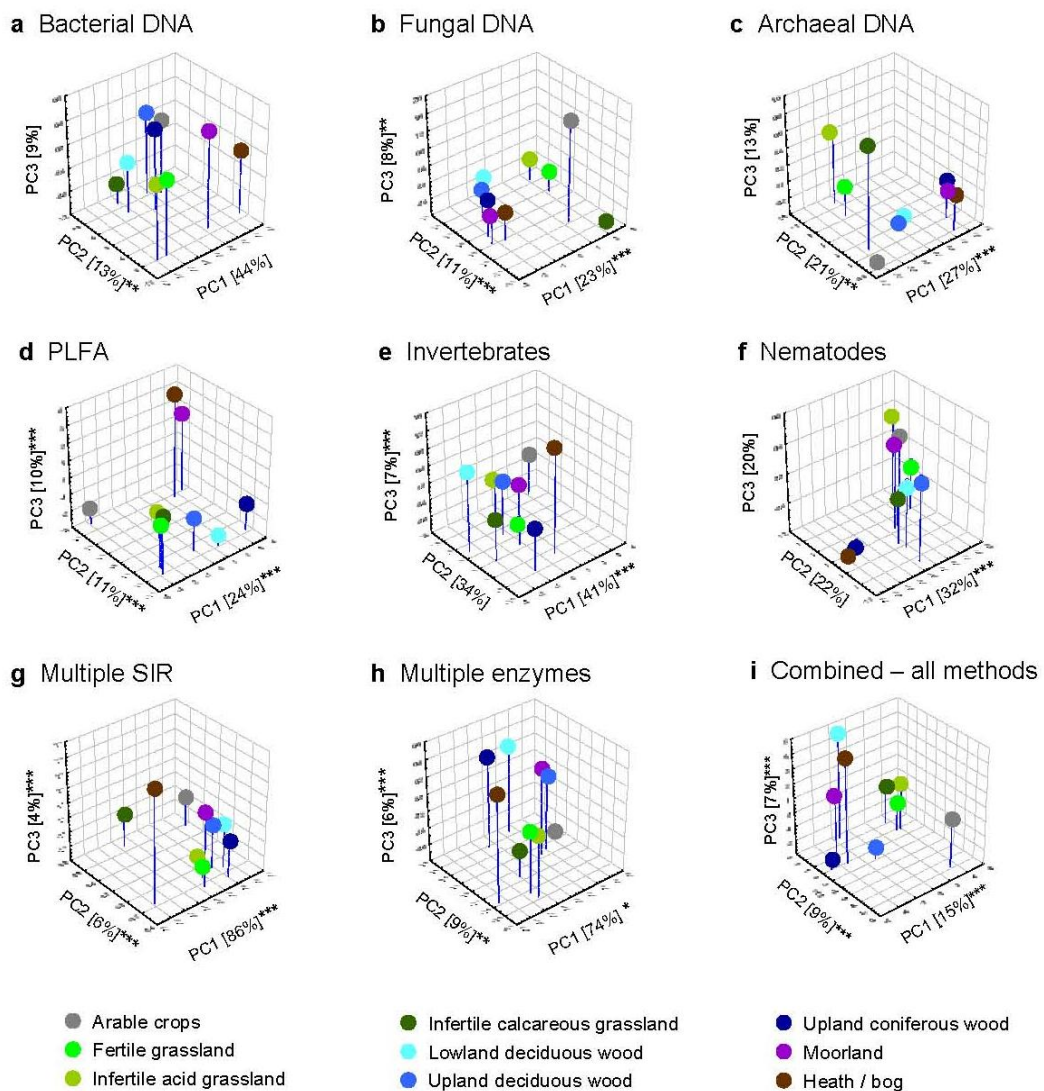 a Bacterial DNA
b Fungal DNA
c Archaeal DNA
PC3 [9%]
PC2 [13%]**
PC1 [44%]
PC3 [8%]**
PC2 [11%]***
PC1 [23%]***
PC3 [13%]
PC2 [21%]**
PC1 [27%]***
d PLFA
e Invertebrates
f Nematodes
PC3 [10%]***
PC2 [11%]***
PC1 [24%]***
PC3 [7%]***
PC2 [34%]
PC1 [41%]***
PC3 [20%]
PC2 [22%]
PC1 [32%]***
g Multiple SIR
h Multiple enzymes
i Combined – all methods
PC3 [4%]***
PC2 [6%]***
PC1 [86%]***
PC3 [6%]***
PC2 [9%]**
PC1 [74%] *
PC3 [7%]***
PC2 [9%]***
PC1 [15%]***
Arable crops
Fertile grassland
Infertile acid grassland
Infertile calcareous grassland
Lowland deciduous wood
Upland deciduous wood
Upland coniferous wood
Moorland
Heath / bog